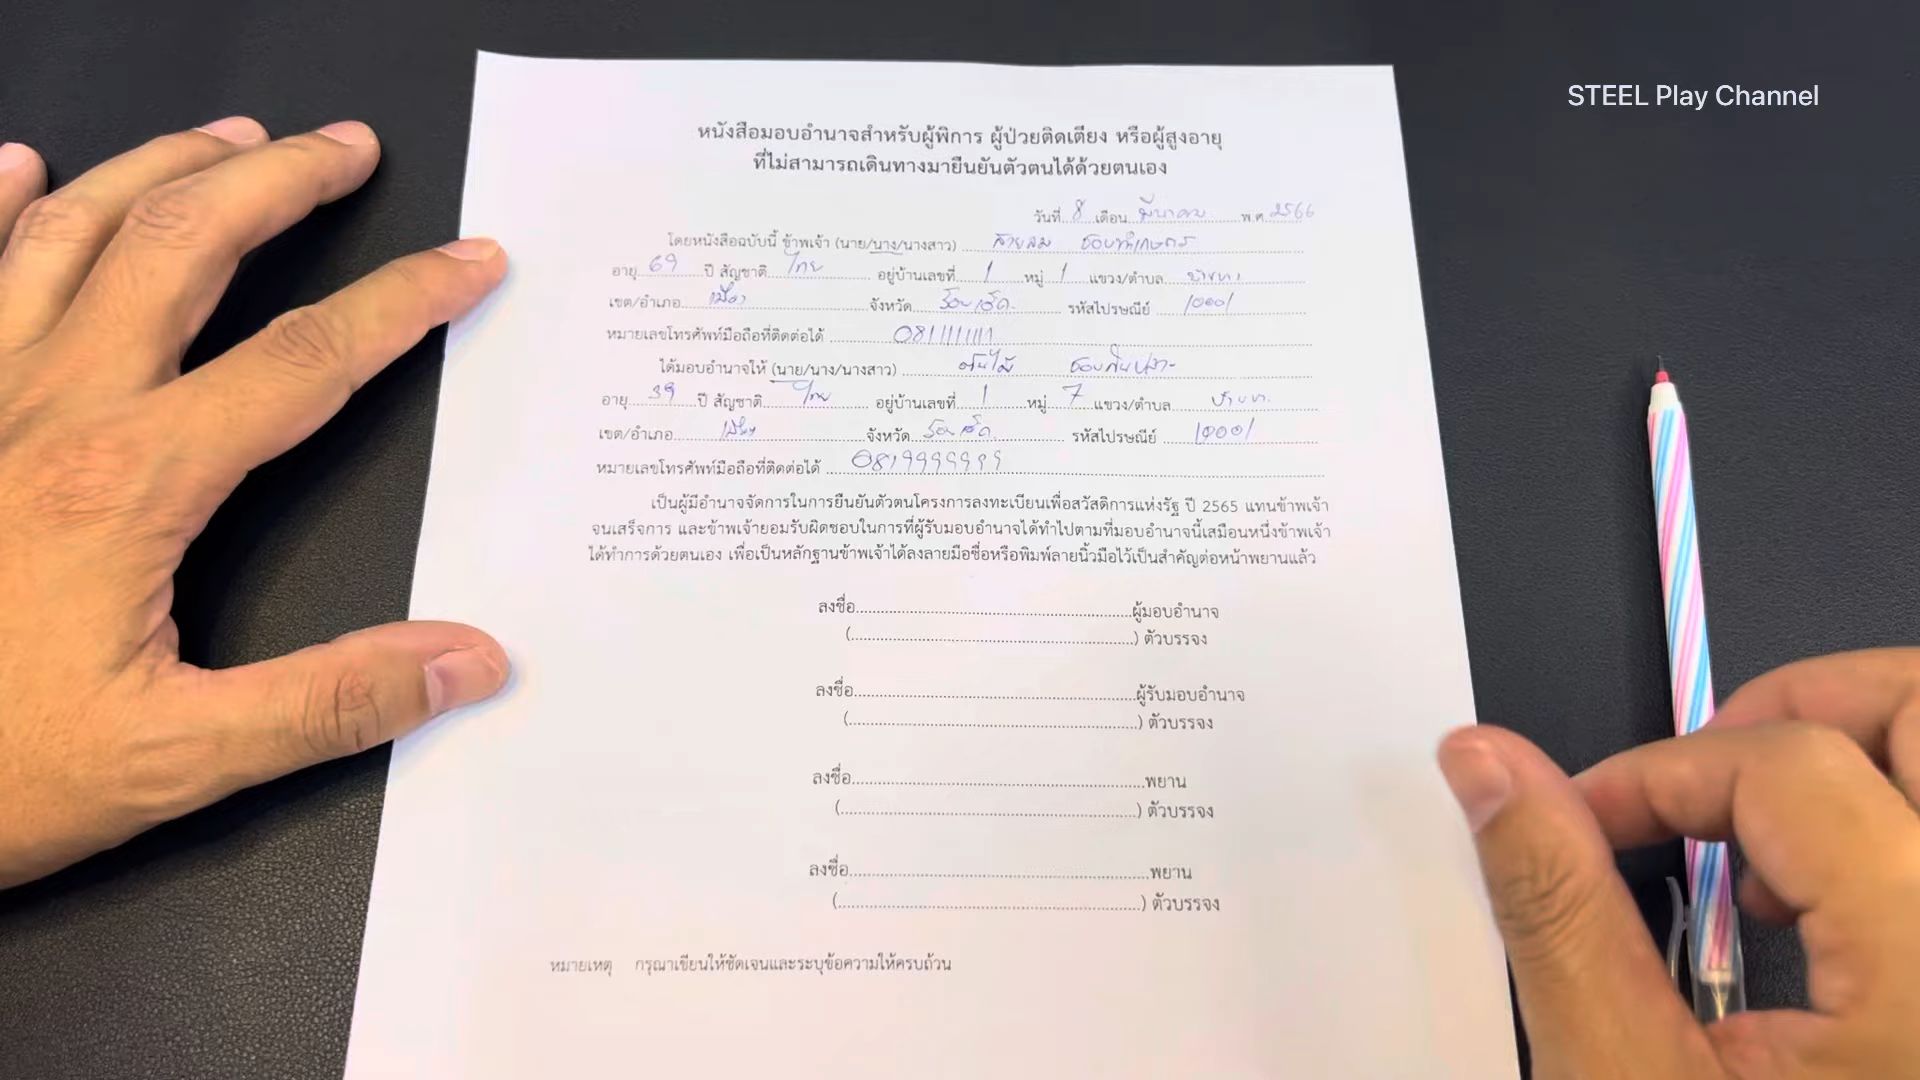 STEEL Play Channel
หนังสือมอบอำนาจสำหรับผู้พิการ ผู้ป่วยติดเตียง หรือผู้สูงอายุ
ที่ไม่สามารถเดินทางมายืนยันตัวตนได้ด้วยตนเอง
วันที่ 8 เดือน มีนาคม พ.ศ. 2566
โดยหนังสือฉบับนี้ ข้าพเจ้า (นาย/นาง/นางสาว) สายลม ชอบทำเกษตร
อายุ 69 ปี สัญชาติ ไทย อยู่บ้านเลขที่ 1 หมู่ 1 แขวง/ตำบล
เขต/อำเภอ เมือง จังหวัด ร้อยเอ็ด รหัสไปรษณีย์ 10001
หมายเลขโทรศัพท์มือถือที่ติดต่อได้ 0811111111
ได้มอบอำนาจให้ (นาย/นาง/นางสาว) ต้นไม้
อายุ 39 ปี สัญชาติ ไทย อยู่บ้านเลขที่ 1 หมู่ 7 แขวง/ตำบล
เขต/อำเภอ เมือง จังหวัด ร้อยเอ็ด รหัสไปรษณีย์ 10001
หมายเลขโทรศัพท์มือถือที่ติดต่อได้ 0819999999
เป็นผู้มีอำนาจจัดการในการยืนยันตัวตนโครงการลงทะเบียนเพื่อสวัสดิการแห่งรัฐ ปี 2565 แทนข้าพเจ้า
จนเสร็จการ และข้าพเจ้ายอมรับผิดชอบในการที่ผู้รับมอบอำนาจได้ทำไปตามที่มอบอำนาจนี้เสมือนหนึ่งข้าพเจ้า
ได้ทำการด้วยตนเอง เพื่อเป็นหลักฐานข้าพเจ้าได้ลงลายมือชื่อหรือพิมพ์ลายนิ้วมือไว้เป็นสำคัญต่อหน้าพยานแล้ว
ลงชื่อ..........ผู้มอบอำนาจ
(..........) ตัวบรรจง
ลงชื่อ..........ผู้รับมอบอำนาจ
(..........) ตัวบรรจง
ลงชื่อ..........พยาน
(..........) ตัวบรรจง
ลงชื่อ..........พยาน
(..........) ตัวบรรจง
หมายเหตุ กรุณาเขียนให้ชัดเจนและระบุข้อความให้ครบถ้วน